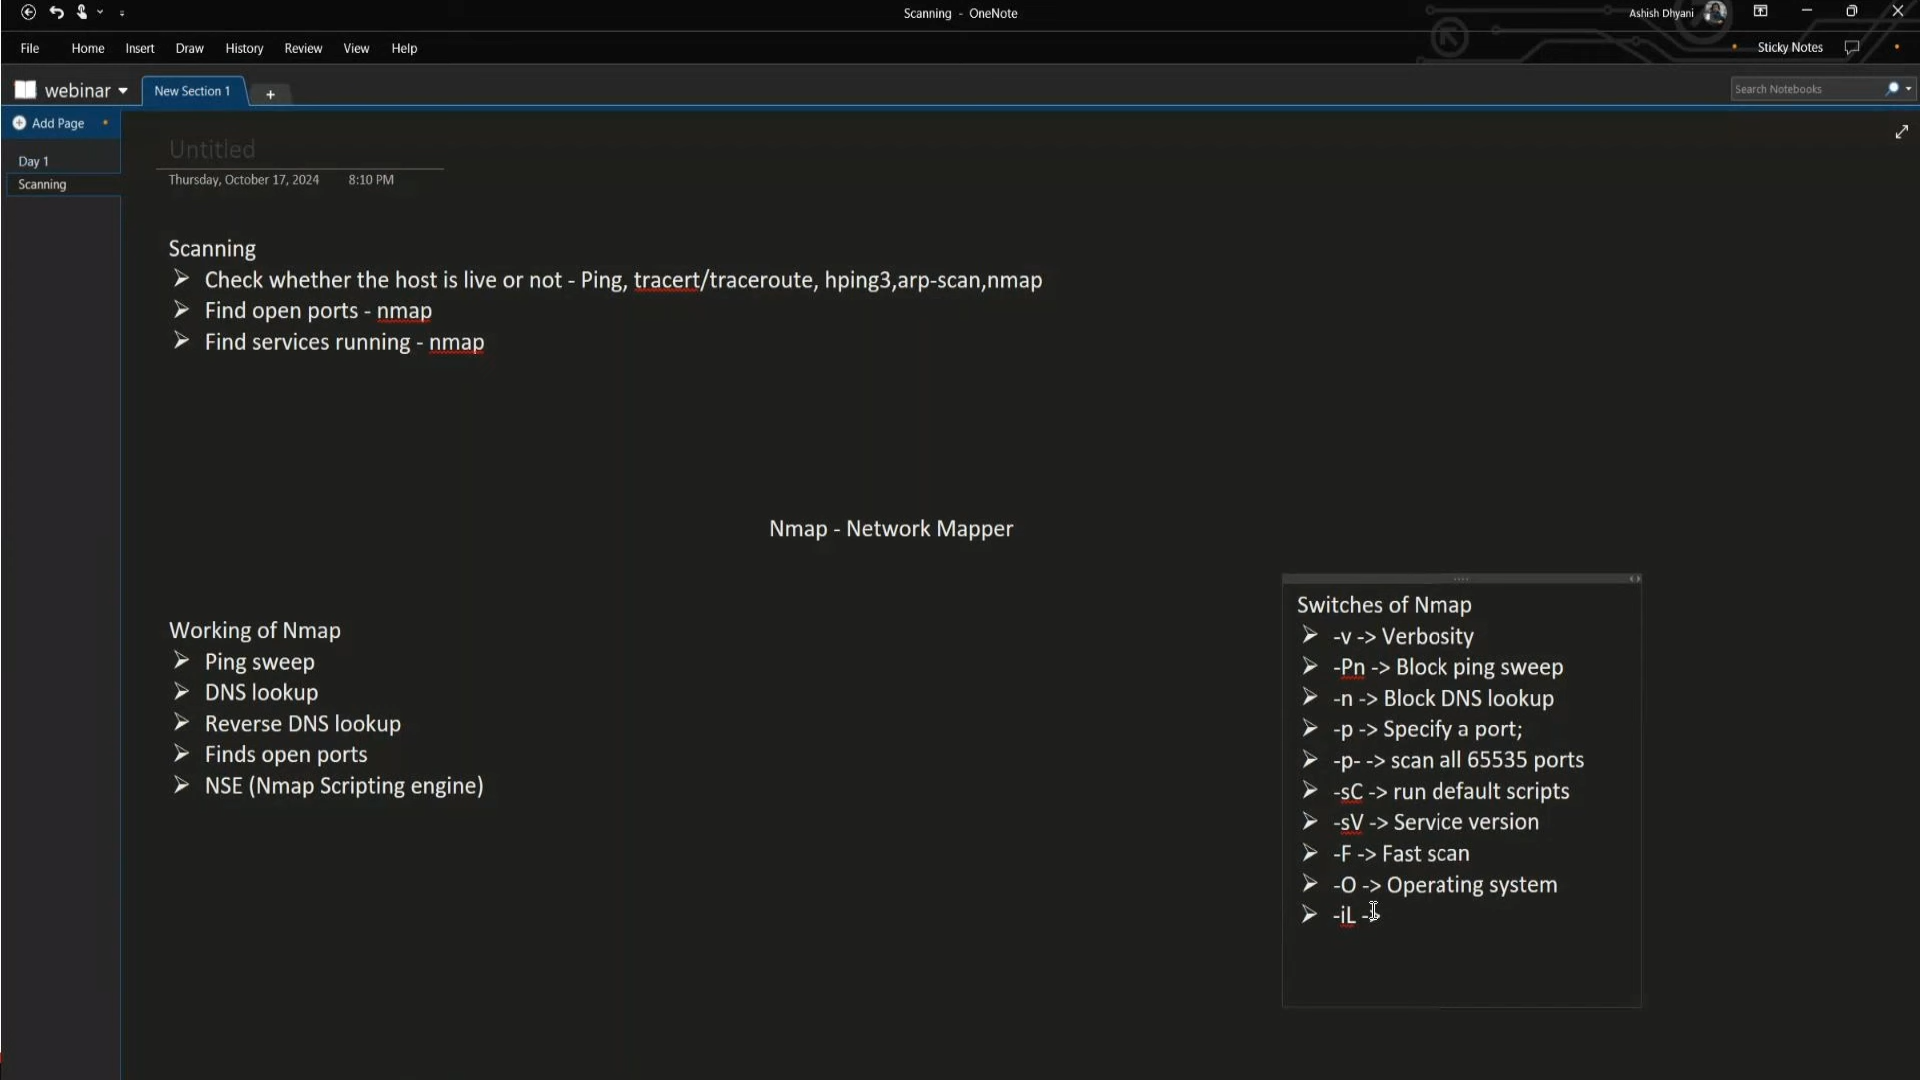 Scanning - OneNote
Ashish Dhyani
File Home Insert Draw History Review View Help
Sticky Notes
webinar
New Section 1
+
Search Notebooks
Add Page
Day 1
Scanning
Untitled
Thursday, October 17, 2024 8:10 PM
Scanning
➢ Check whether the host is live or not - Ping, tracert/traceroute, hping3,arp-scan,nmap
➢ Find open ports - nmap
➢ Find services running - nmap
Nmap - Network Mapper
Working of Nmap
➢ Ping sweep
➢ DNS lookup
➢ Reverse DNS lookup
➢ Finds open ports
➢ NSE (Nmap Scripting engine)
Switches of Nmap
➢ -v -> Verbosity
➢ -Pn -> Block ping sweep
➢ -n -> Block DNS lookup
➢ -p -> Specify a port;
➢ -p- -> scan all 65535 ports
➢ -sC -> run default scripts
➢ -sV -> Service version
➢ -F -> Fast scan
➢ -O -> Operating system
➢ -iL ->